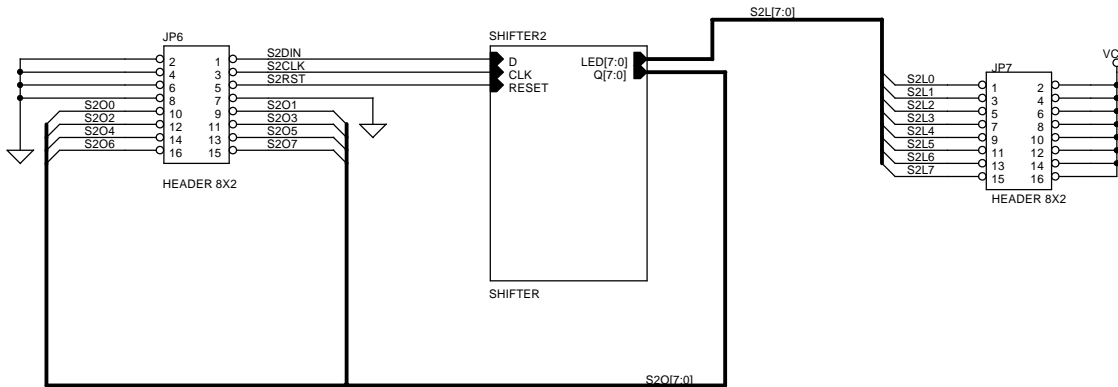 S2L[7:0]
JP6
SHIFTER2
2 1 S2DIN
4 3 S2CLK
6 5 S2RST
8 7
S2O0 10 9 S2O1
S2O2 12 11 S2O3
S2O4 14 13 S2O5
S2O6 16 15 S2O7
HEADER 8X2
D LED[7:0]
CLK Q[7:0]
RESET
SHIFTER
VC
JP7
S2L0 1 2
S2L1 3 4
S2L2 5 6
S2L3 7 8
S2L4 9 10
S2L5 11 12
S2L6 13 14
S2L7 15 16
HEADER 8X2
S2O[7:0]